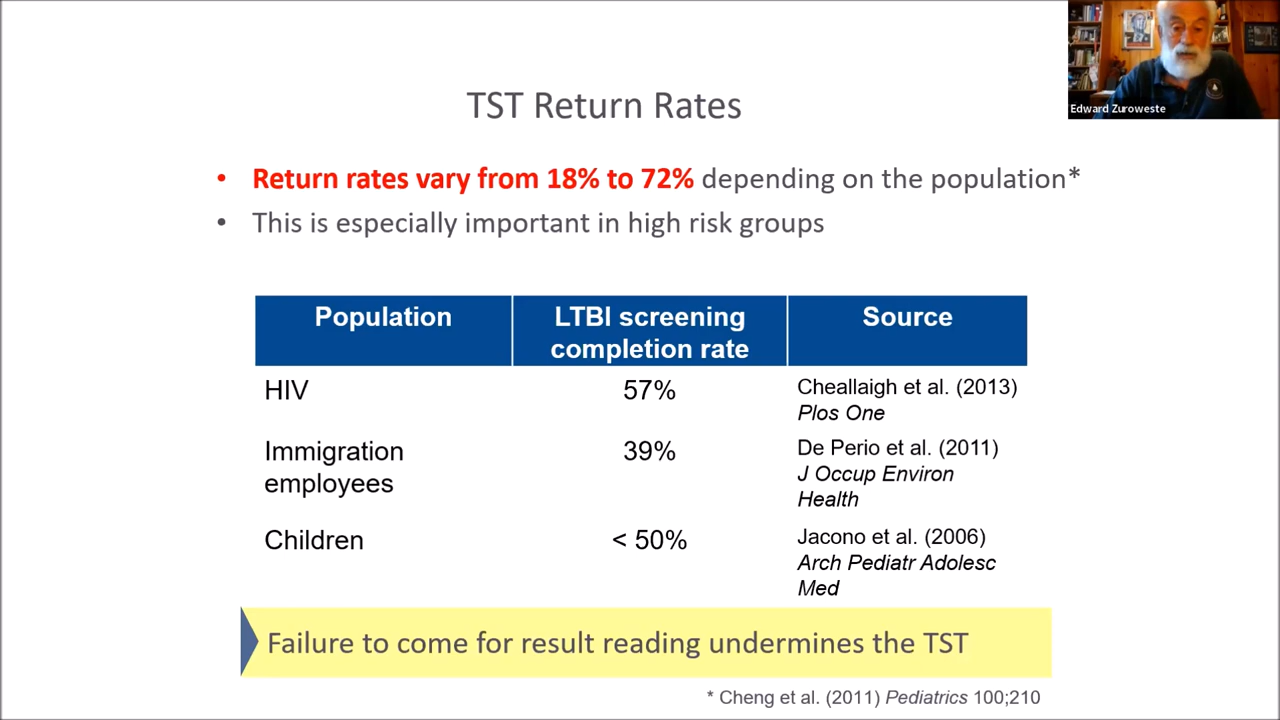 Edward Zuroweste
TST Return Rates
• Return rates vary from 18% to 72% depending on the population*
• This is especially important in high risk groups
Population LTBI screening completion rate Source
HIV 57% Cheallaigh et al. (2013)
Plos One
Immigration employees 39% De Perio et al. (2011)
J Occup Environ
Health
Children < 50% Jacono et al. (2006)
Arch Pediatr Adolesc
Med
Failure to come for result reading undermines the TST
* Cheng et al. (2011) Pediatrics 100;210